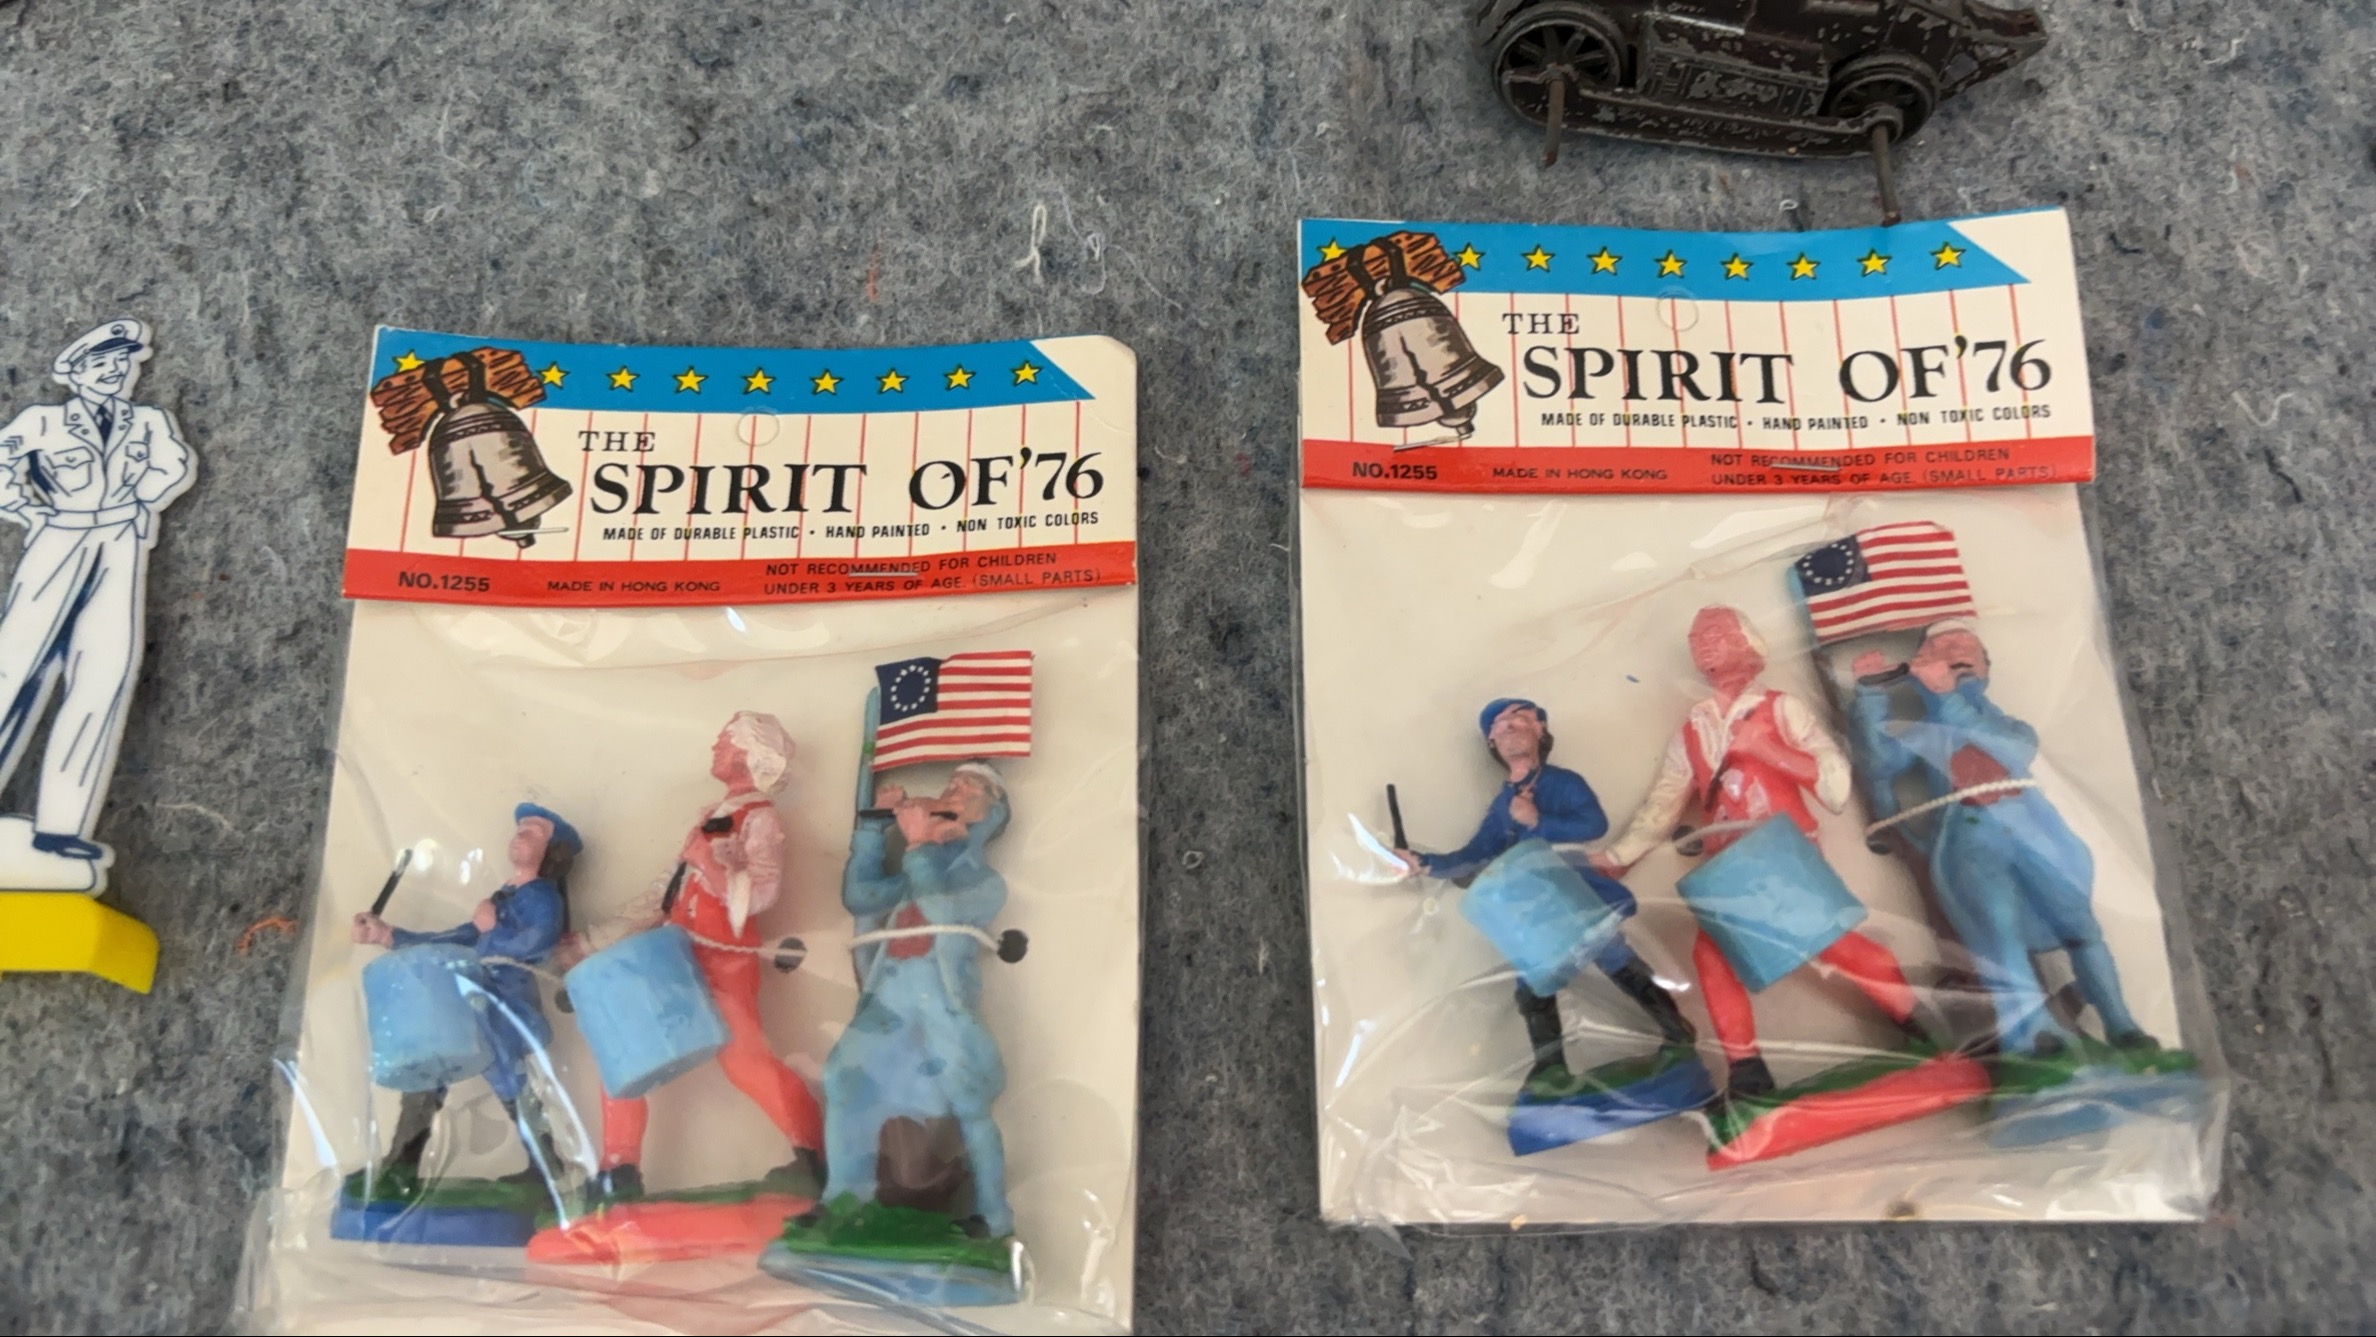 THE
SPIRIT OF '76
MADE OF DURABLE PLASTIC • HAND PAINTED • NON TOXIC COLORS
NO.1255 MADE IN HONG KONG NOT RECOMMENDED FOR CHILDREN
UNDER 3 YEARS OF AGE. (SMALL PARTS)
THE
SPIRIT OF '76
MADE OF DURABLE PLASTIC • HAND PAINTED • NON TOXIC COLORS
NO.1255 MADE IN HONG KONG NOT RECOMMENDED FOR CHILDREN
UNDER 3 YEARS OF AGE. (SMALL PARTS)